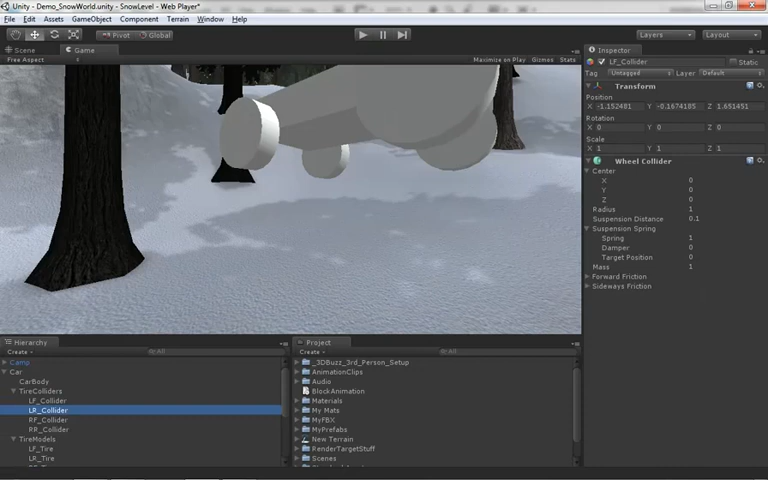 Unity - Demo_SnowWorld.unity - SnowLevel - Web Player*
File Edit Assets GameObject Component Terrain Window Help
Pivot Global Layers Layout
Scene Game Inspector
Free Aspect Maximize on Play Gizmos Stats LF_Collider Static
Tag Untagged Layer Default
Transform
Position
X -1.152481 Y -0.1674185 Z 1.651451
Rotation
X 0 Y 0 Z 0
Scale
X 1 Y 1 Z 1
Wheel Collider
Center
X 0
Y 0
Z 0
Radius 1
Suspension Distance 0.1
Suspension Spring
Spring 1
Damper 0
Target Position 0
Mass 1
Forward Friction
Sideways Friction
Hierarchy
Create All
Camp
Car
CarBody
TireColliders
LF_Collider
LR_Collider
RF_Collider
RR_Collider
TireModels
LF_Tire
LR_Tire
Project
Create All
_3DBuzz_3rd_Person_Setup
AnimationClips
Audio
BlockAnimation
Materials
My Mats
MyFBX
MyPrefabs
New Terrain
RenderTargetStuff
Scenes